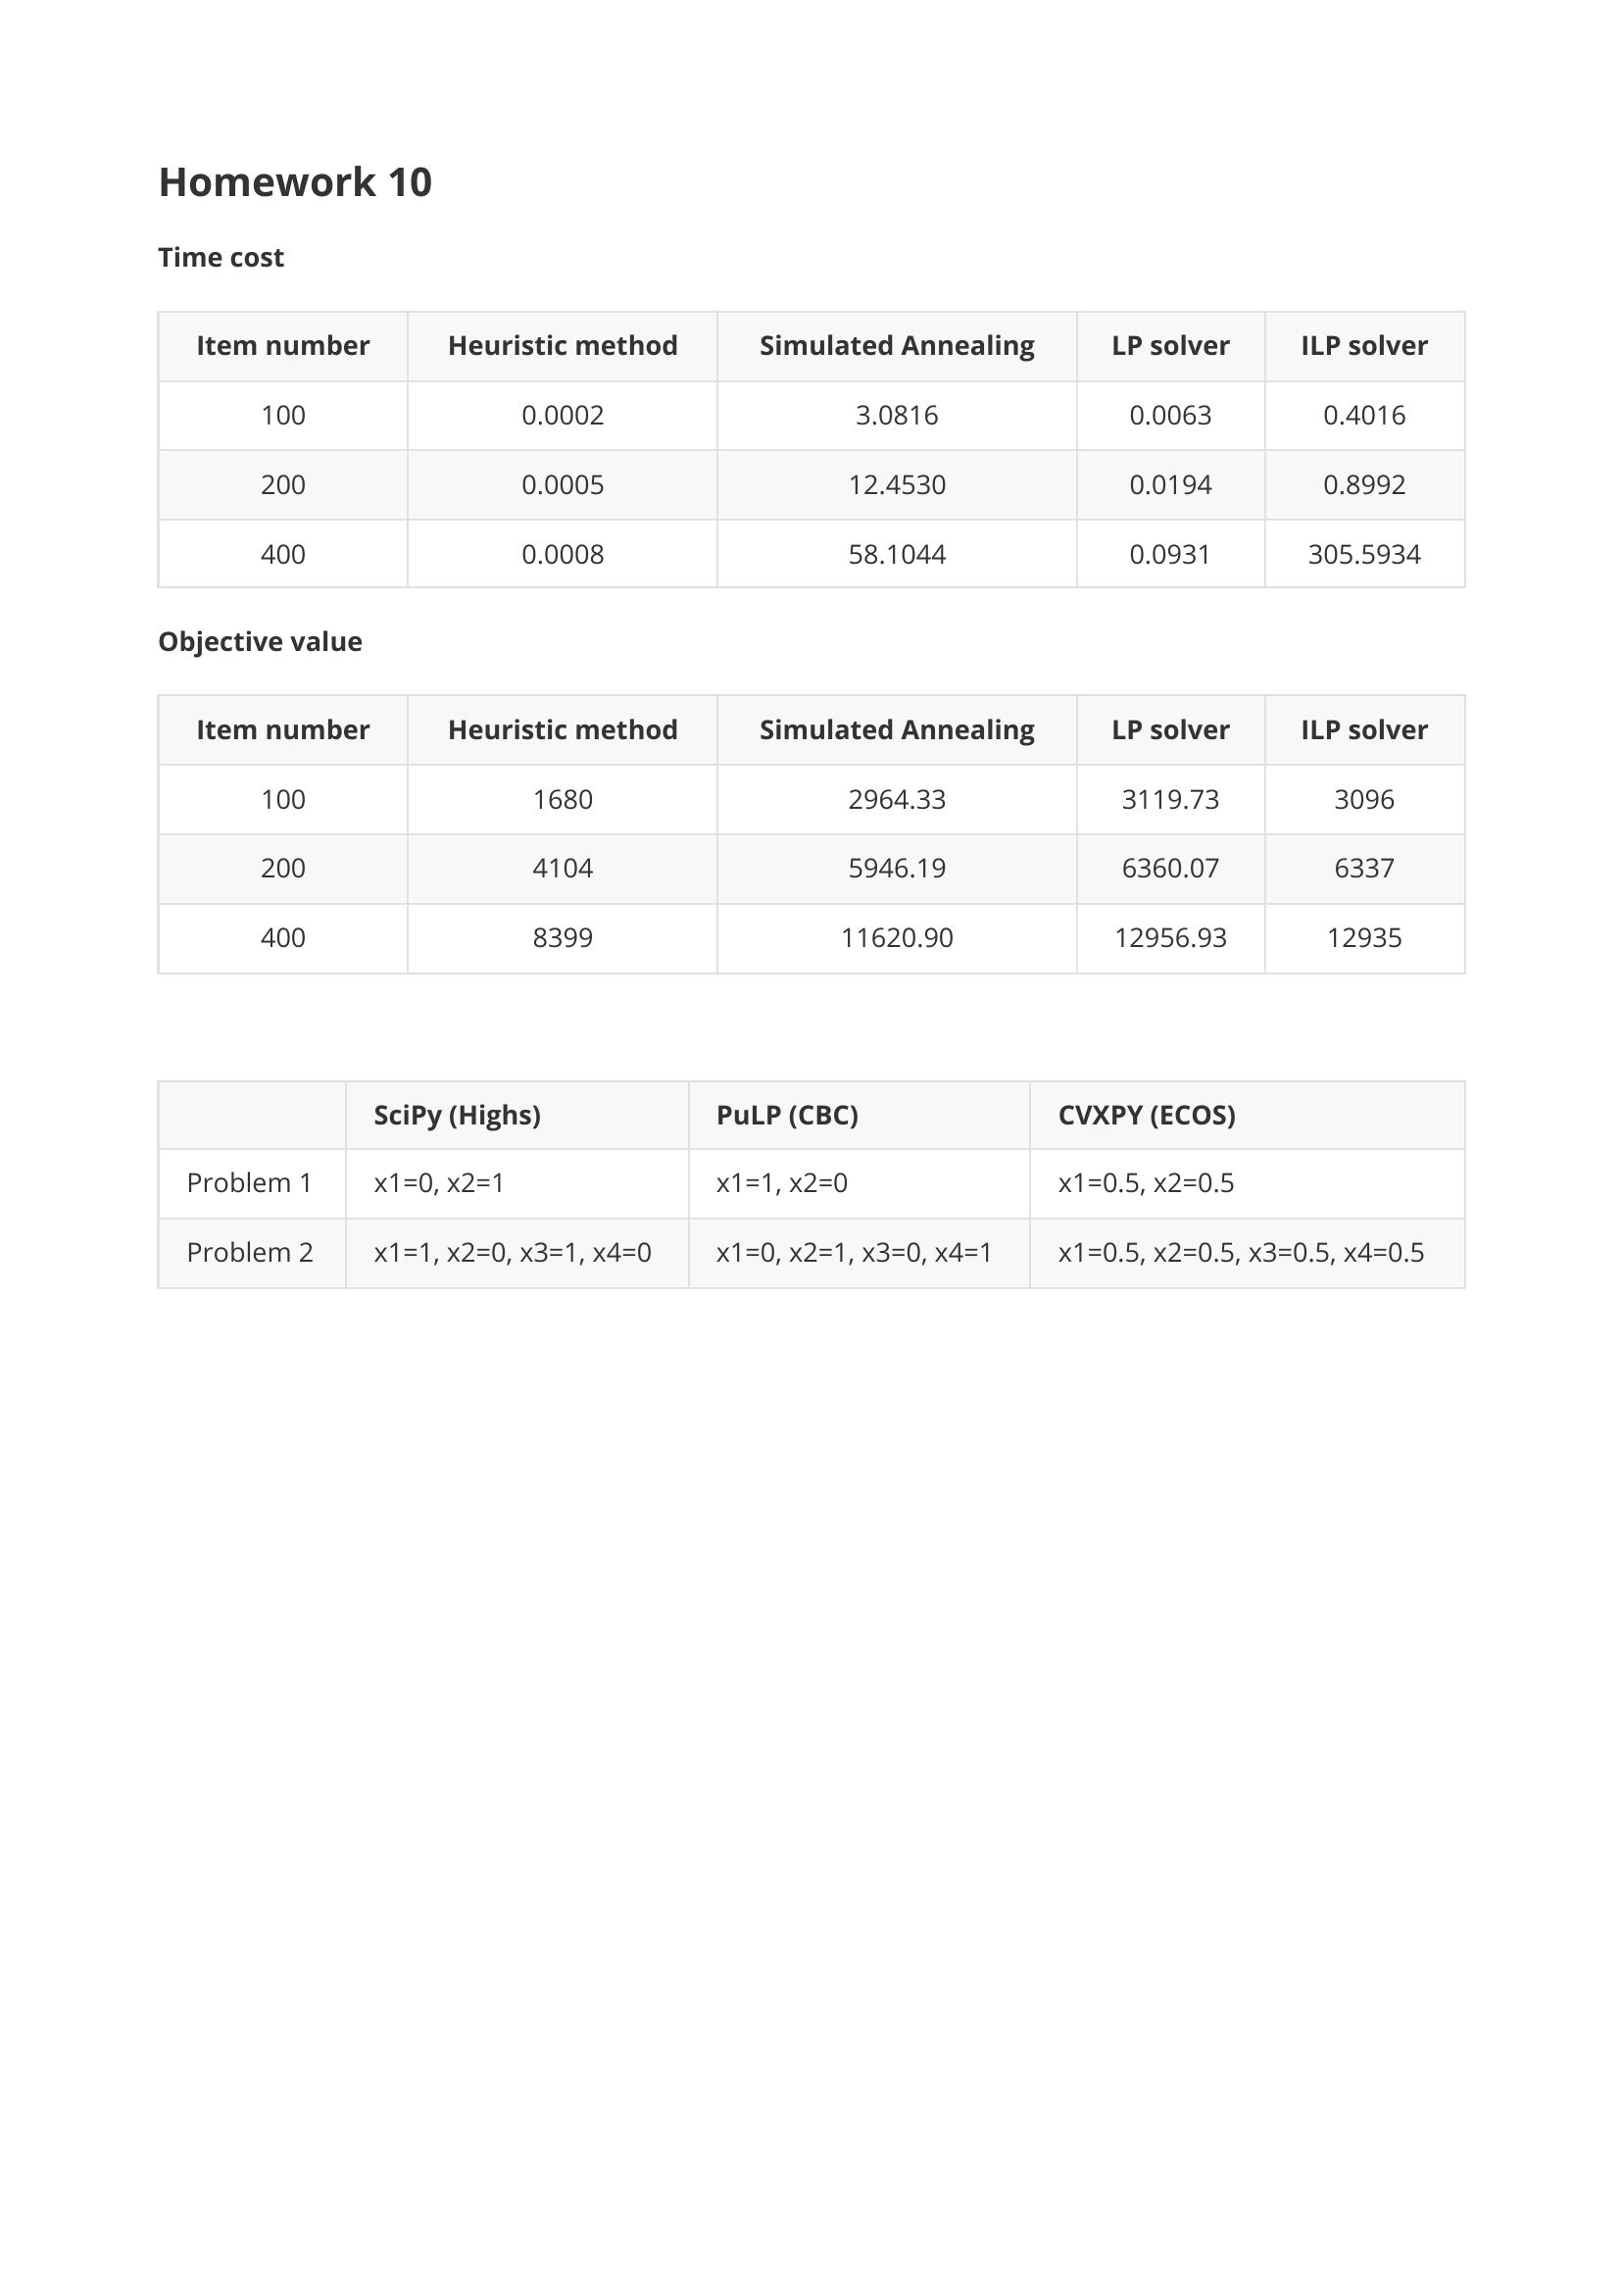 Homework 10
Time cost
Item number Heuristic method Simulated Annealing LP solver ILP solver
100 0.0002 3.0816 0.0063 0.4016
200 0.0005 12.4530 0.0194 0.8992
400 0.0008 58.1044 0.0931 305.5934
Objective value
Item number Heuristic method Simulated Annealing LP solver ILP solver
100 1680 2964.33 3119.73 3096
200 4104 5946.19 6360.07 6337
400 8399 11620.90 12956.93 12935
SciPy (Highs) PuLP (CBC) CVXPY (ECOS)
Problem 1 x1=0, x2=1 x1=1, x2=0 x1=0.5, x2=0.5
Problem 2 x1=1, x2=0, x3=1, x4=0 x1=0, x2=1, x3=0, x4=1 x1=0.5, x2=0.5, x3=0.5, x4=0.5